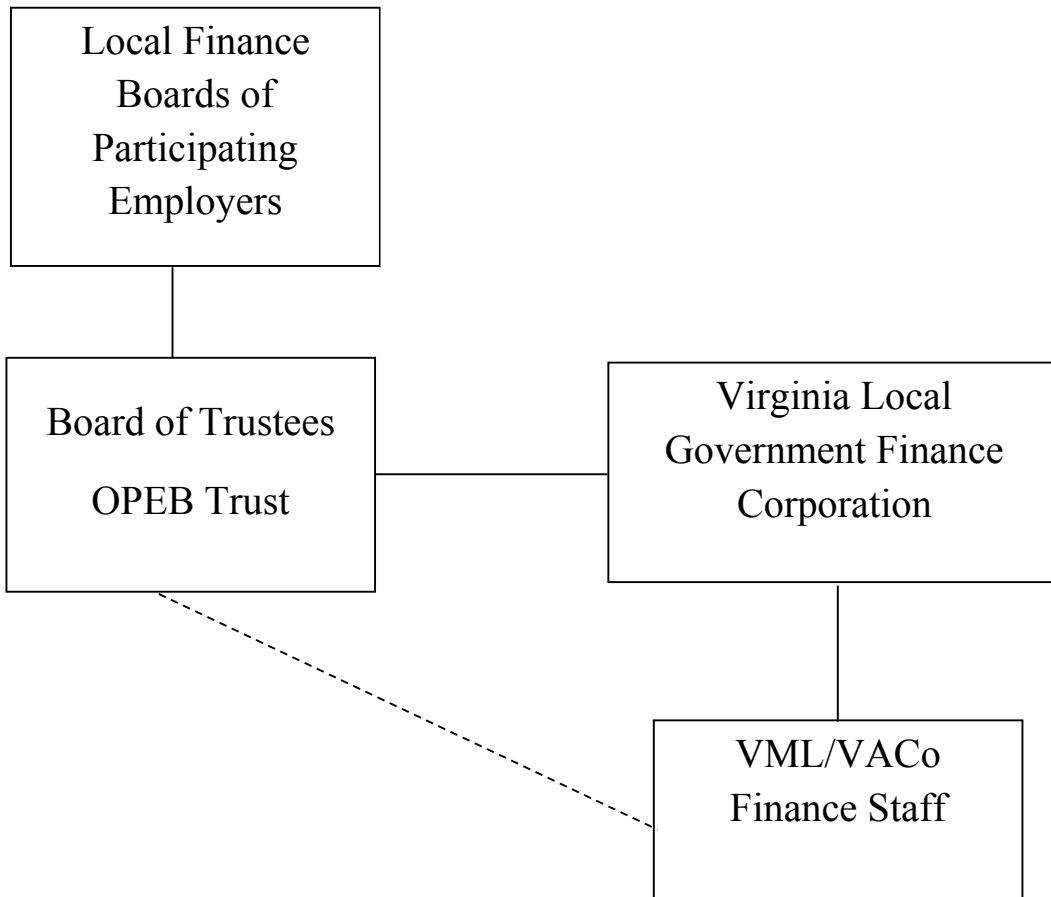 Local Finance
Boards of
Participating
Employers
Board of Trustees
OPEB Trust
Virginia Local
Government Finance
Corporation
VML/VACo
Finance Staff